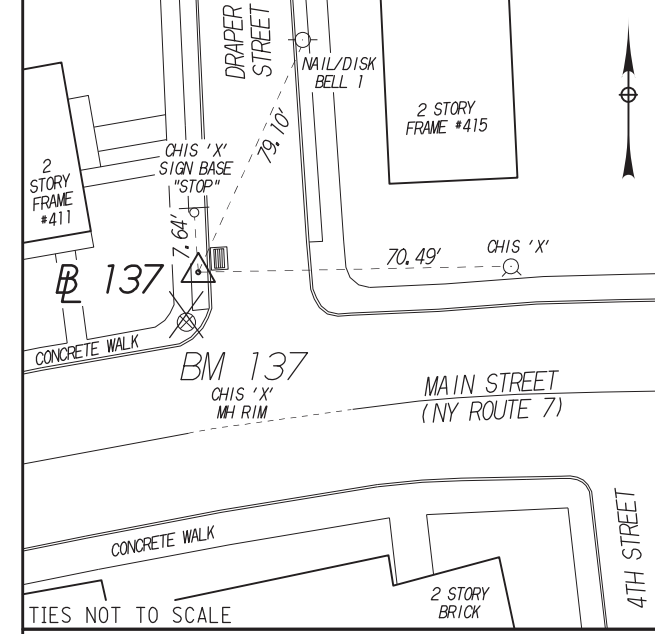 DRAPER
STREET
NAIL/DISK
BELL 1
2 STORY
FRAME #415
79.10'
CHIS 'X'
SIGN BASE
"STOP"
2
STORY
FRAME
#411
7.64'
70.49'
CHIS 'X'
BL 137
CONCRETE WALK
BM 137
CHIS 'X'
MH RIM
MAIN STREET
(NY ROUTE 7)
CONCRETE WALK
4TH STREET
2 STORY
BRICK
TIES NOT TO SCALE